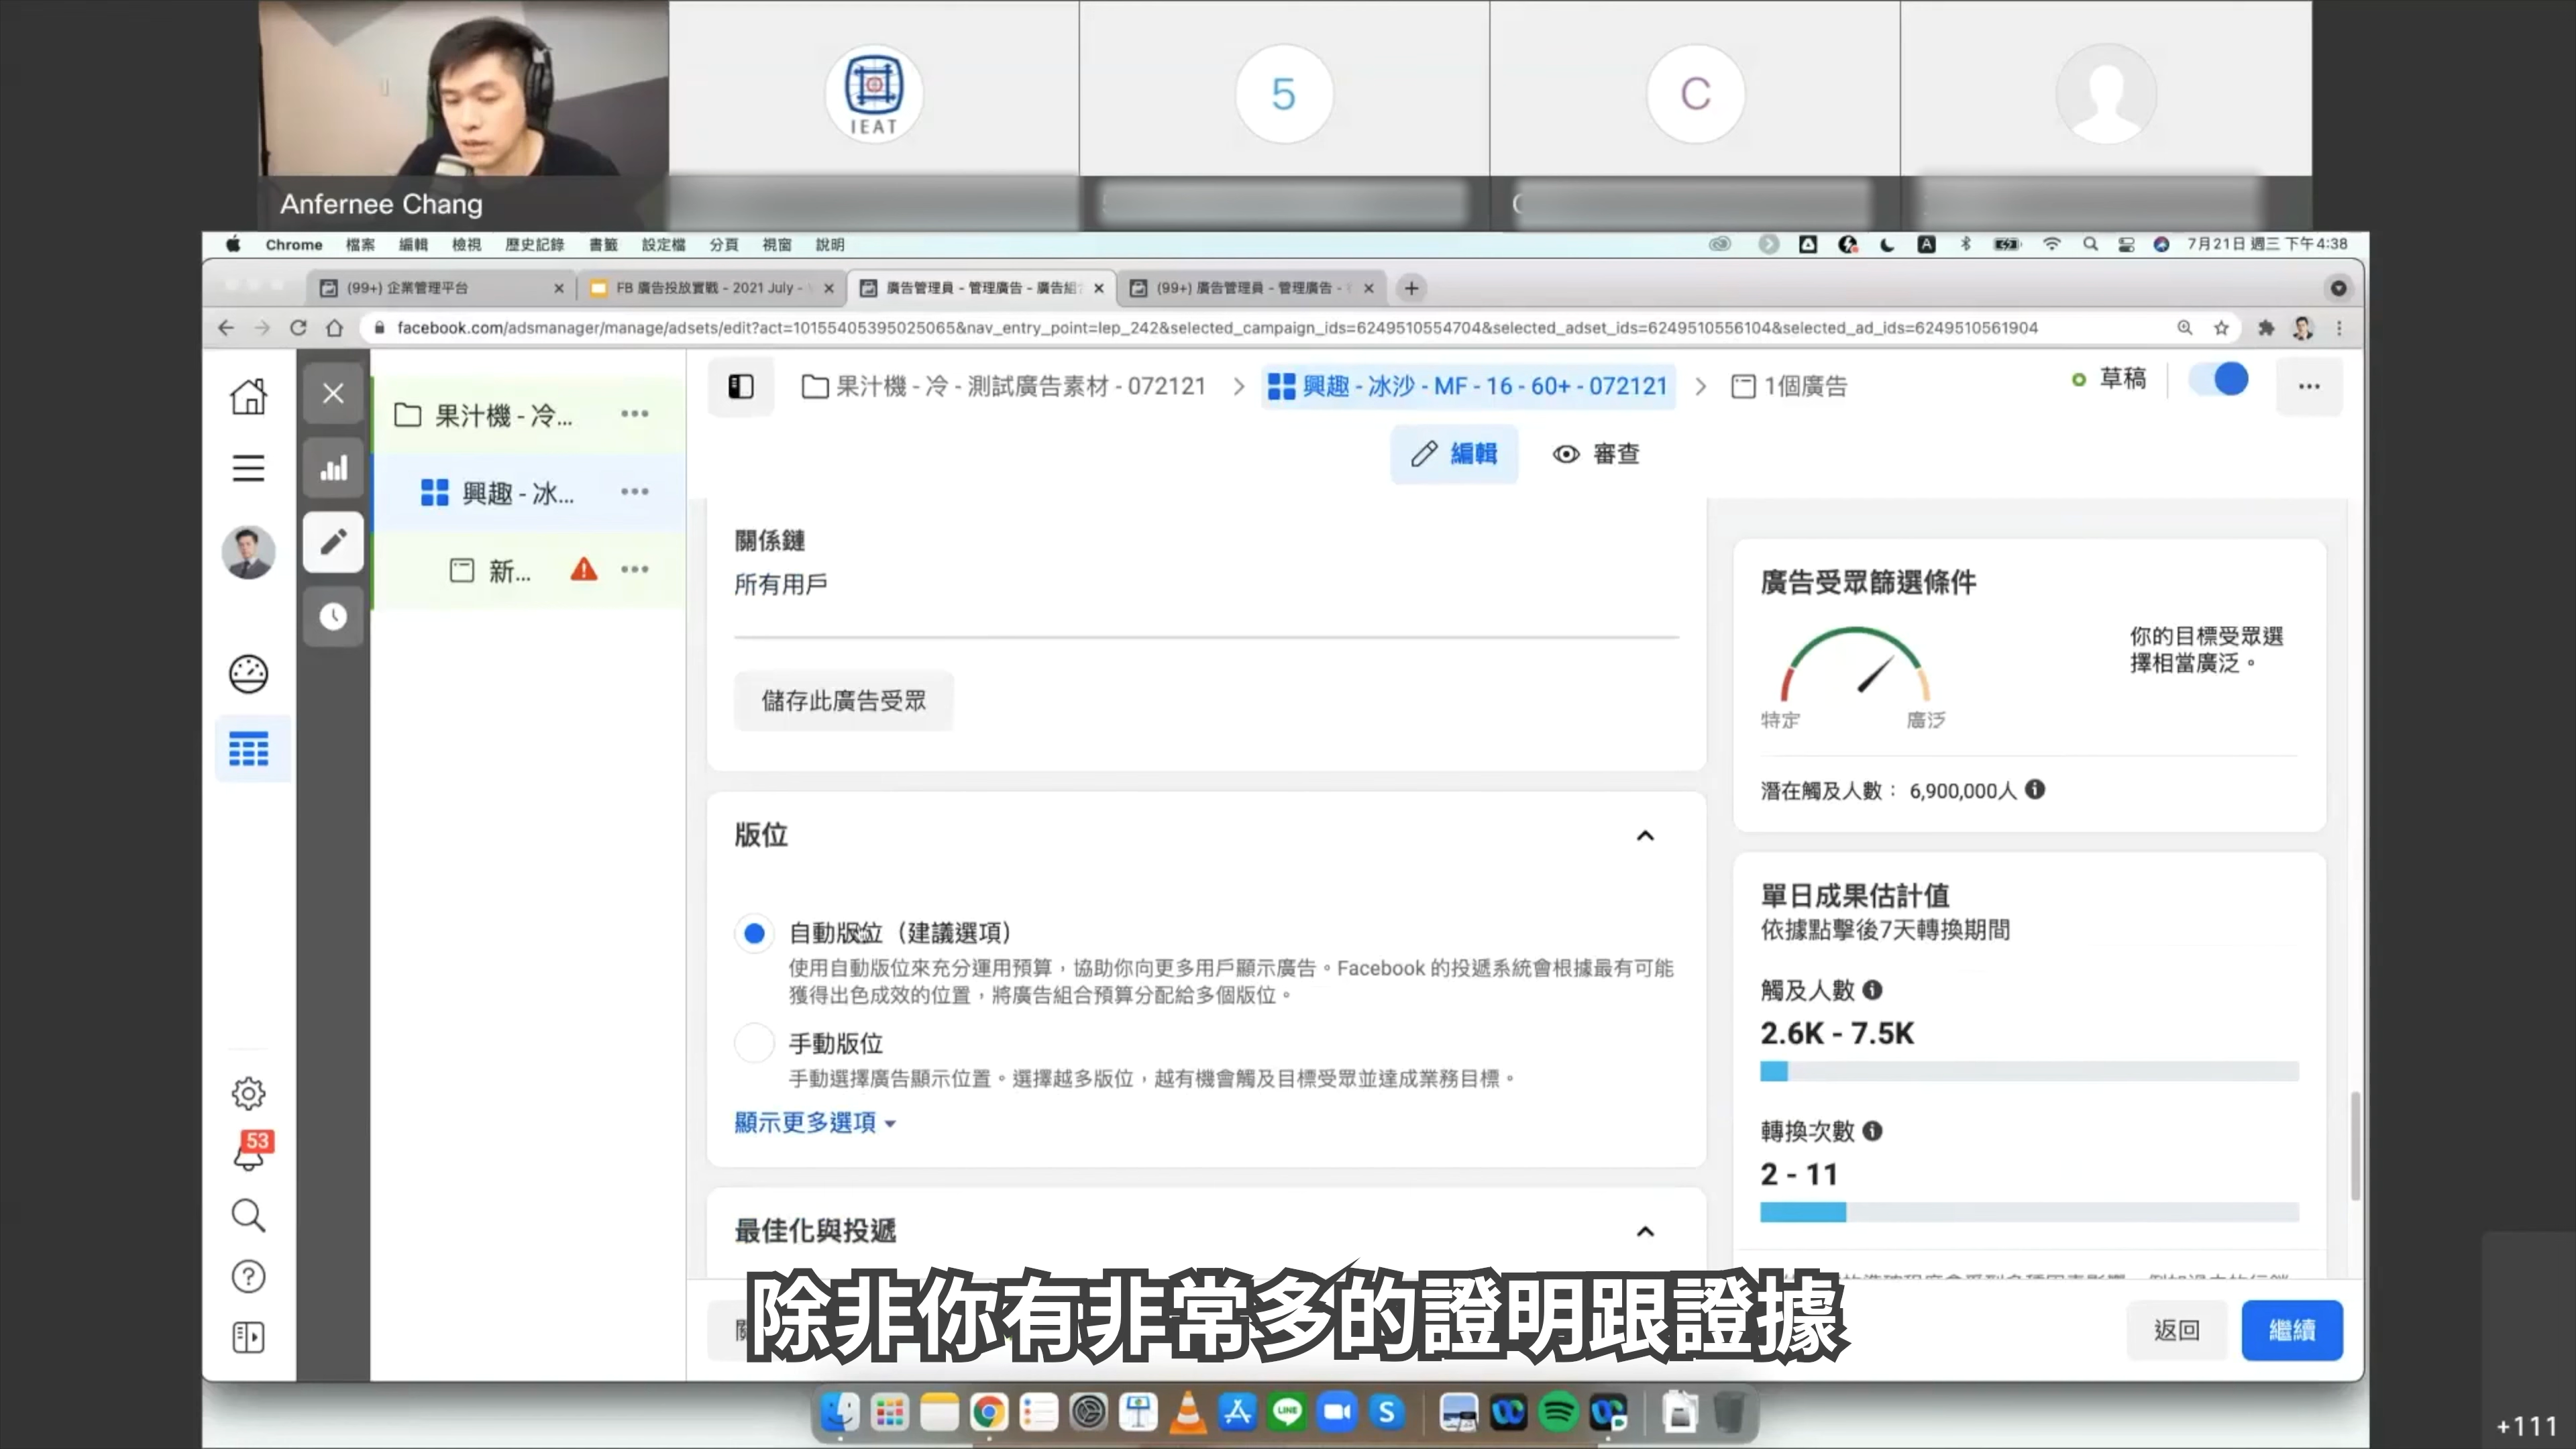 IEAT
5
C
Anfernee Chang
Chrome 檔案 編輯 檢視 歷史記錄 書籤 設定檔 分頁 視窗 說明
7月21日 週三 下午4:38
(99+) 企業管理平台
FB 廣告投放實戰 - 2021 July -
廣告管理員 - 管理廣告 - 廣告組
(99+) 廣告管理員 - 管理廣告 -
facebook.com/adsmanager/manage/adsets/edit?act=10155405395025065&nav_entry_point=lep_242&selected_campaign_ids=6249510554704&selected_adset_ids=6249510556104&selected_ad_ids=6249510561904
果汁機 - 冷...
興趣 - 冰...
新...
53
果汁機 - 冷 - 測試廣告素材 - 072121
興趣 - 冰沙 - MF - 16 - 60+ - 072121
1個廣告
草稿
編輯
審查
關係鏈
所有用戶
儲存此廣告受眾
版位
自動版位（建議選項）
使用自動版位來充分運用預算，協助你向更多用戶顯示廣告。Facebook 的投遞系統會根據最有可能
獲得出色成效的位置，將廣告組合預算分配給多個版位。
手動版位
手動選擇廣告顯示位置。選擇越多版位，越有機會觸及目標受眾並達成業務目標。
顯示更多選項
最佳化與投遞
廣告受眾篩選條件
你的目標受眾選
擇相當廣泛。
特定
廣泛
潛在觸及人數： 6,900,000人
單日成果估計值
依據點擊後7天轉換期間
觸及人數
2.6K - 7.5K
轉換次數
2 - 11
返回
繼續
除非你有非常多的證明跟證據
LINE
+111